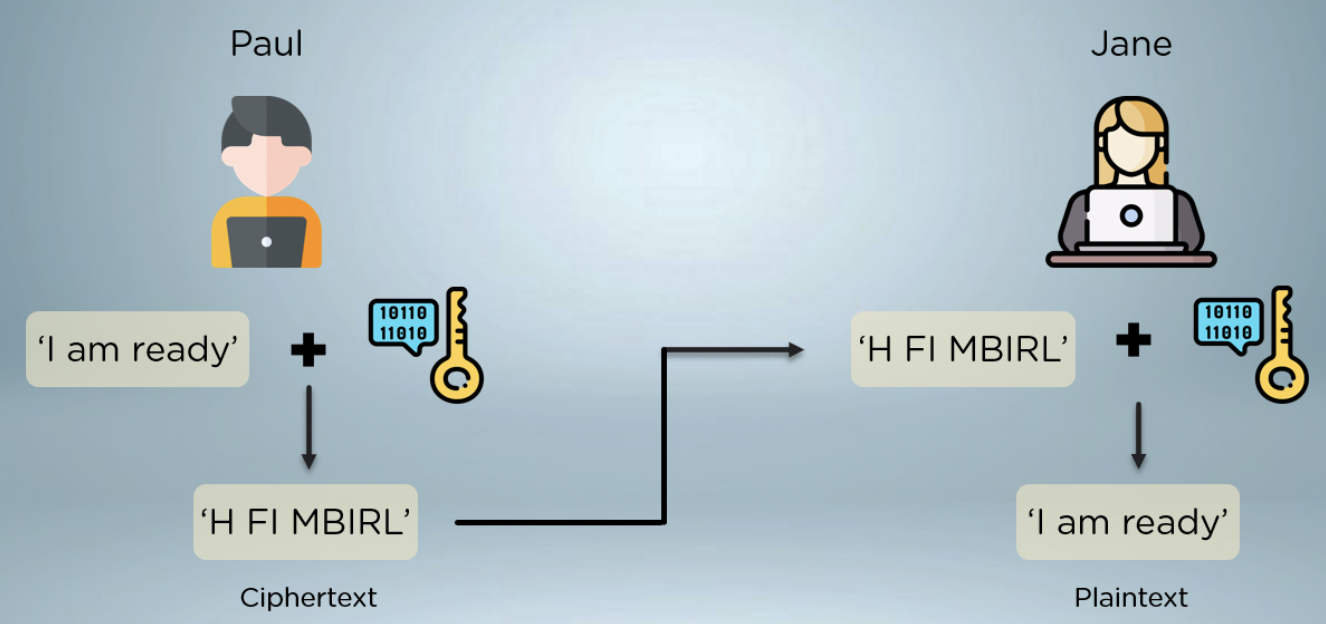 Paul
Jane
‘I am ready’
10110
11010
‘H FI MBIRL’
10110
11010
‘H FI MBIRL’
‘I am ready’
Ciphertext
Plaintext